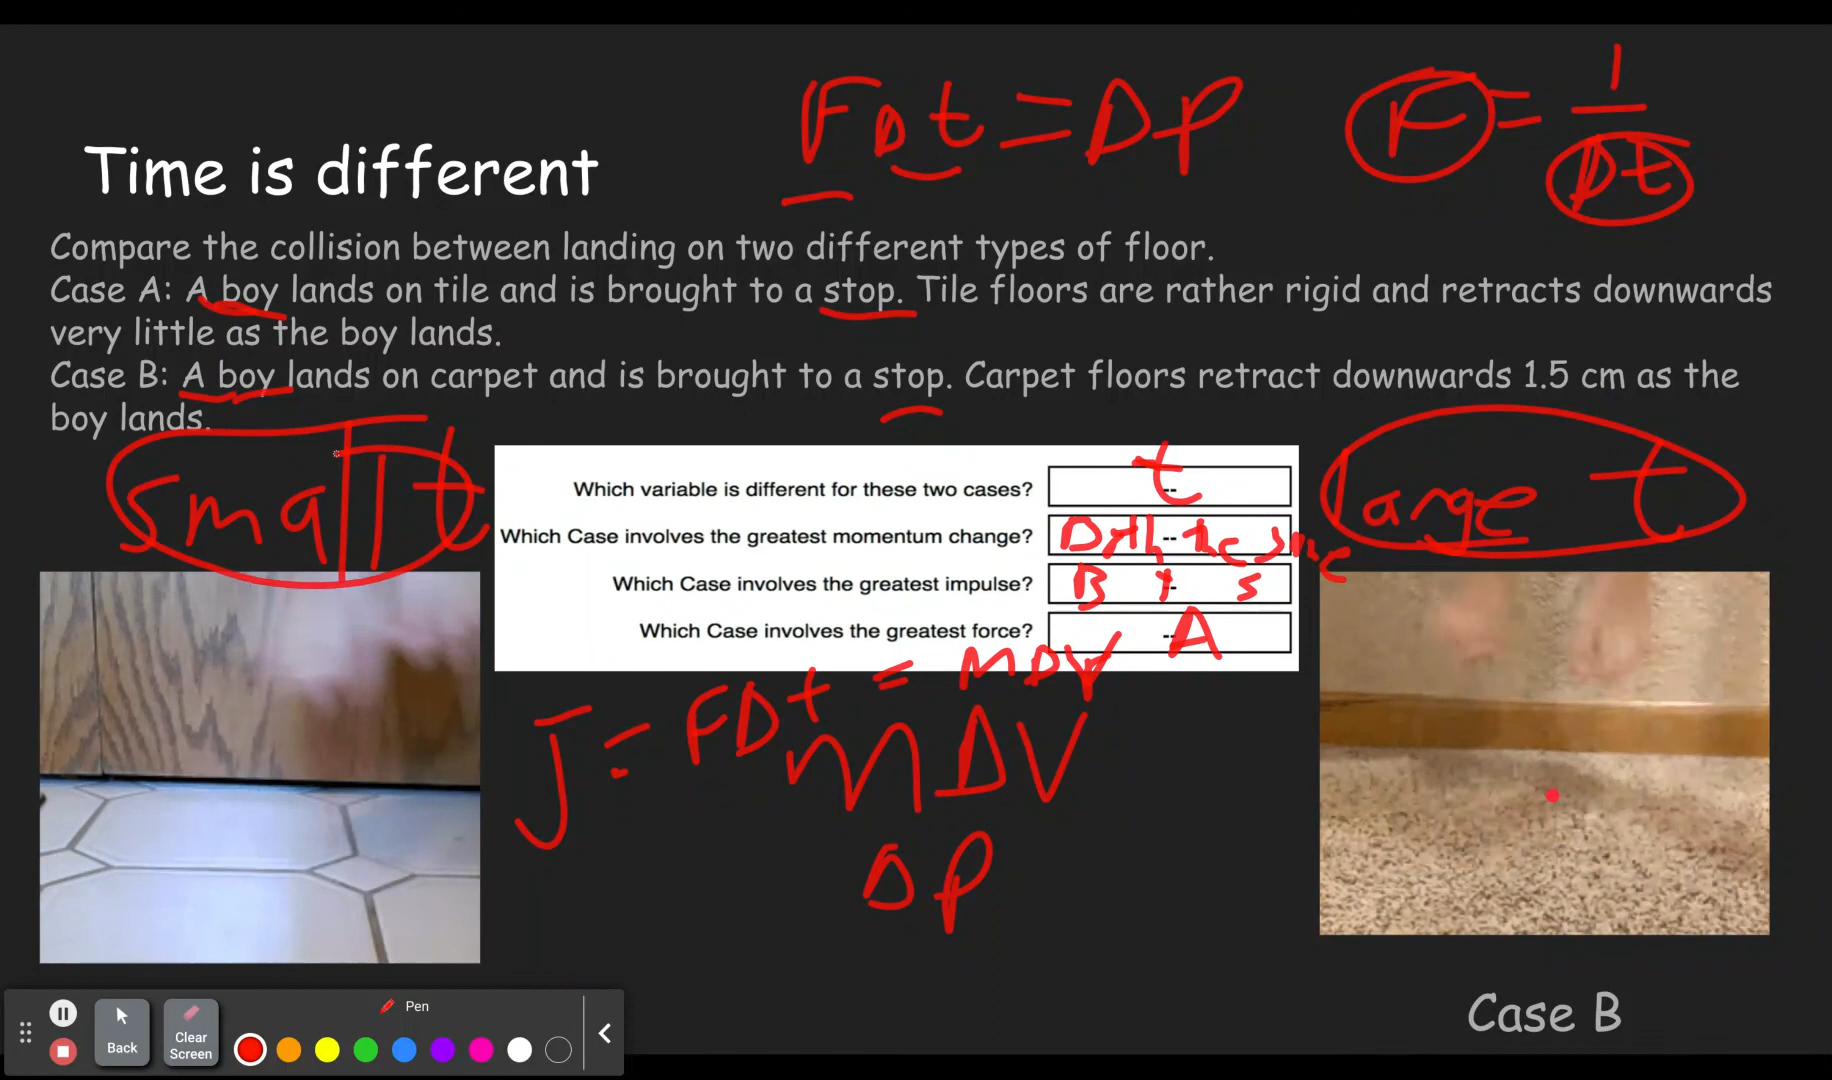 FΔt = Δp
F = 1
Δt
Time is different
Compare the collision between landing on two different types of floor.
Case A: A boy lands on tile and is brought to a stop. Tile floors are rather rigid and retracts downwards
very little as the boy lands.
Case B: A boy lands on carpet and is brought to a stop. Carpet floors retract downwards 1.5 cm as the
boy lands.
small t
large t
Which variable is different for these two cases? -- t
Which Case involves the greatest momentum change? --
Which Case involves the greatest impulse? -- B S
Which Case involves the greatest force? -- A
J = FΔt = MΔV
mΔV
Δp
Case B
Pen
Back
Clear
Screen